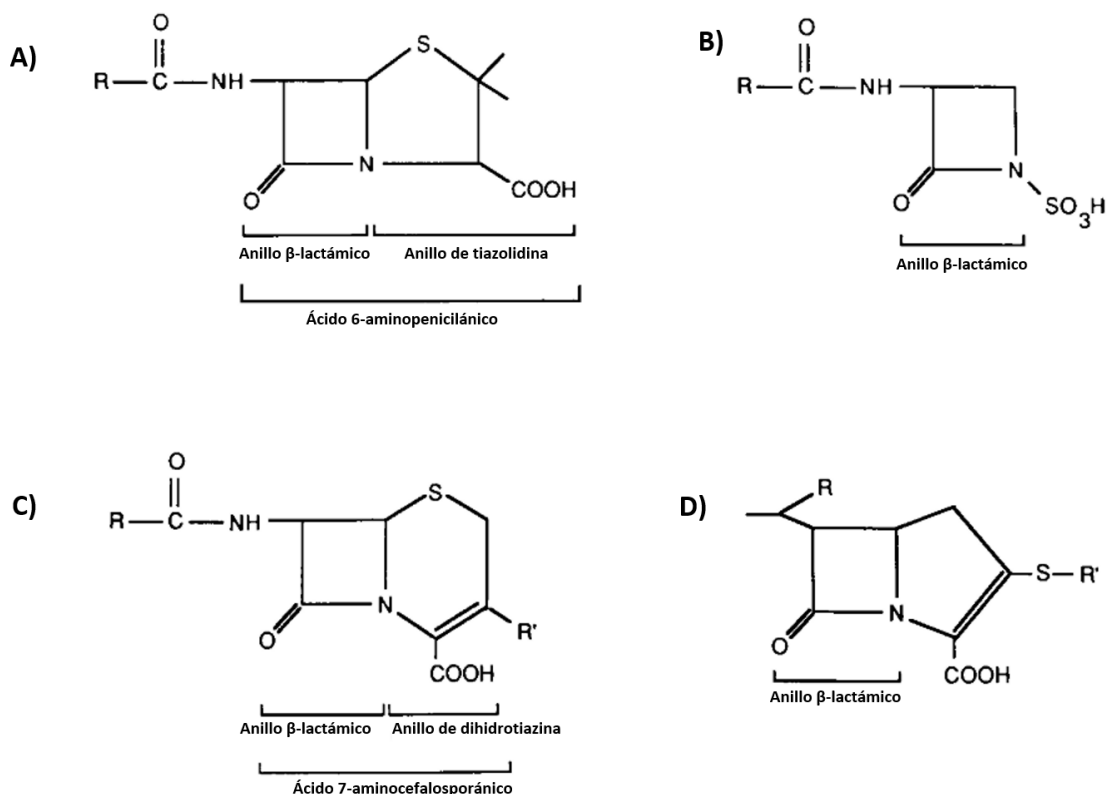 A)
O
R
C
NH
S
N
O
COOH
Anillo β-lactámico
Anillo de tiazolidina
Ácido 6-aminopenicilánico
B)
O
R
C
NH
N
O
SO3H
Anillo β-lactámico
C)
O
R
C
NH
S
N
O
R'
COOH
Anillo β-lactámico
Anillo de dihidrotiazina
Ácido 7-aminocefalosporánico
D)
R
S
R'
N
O
COOH
Anillo β-lactámico